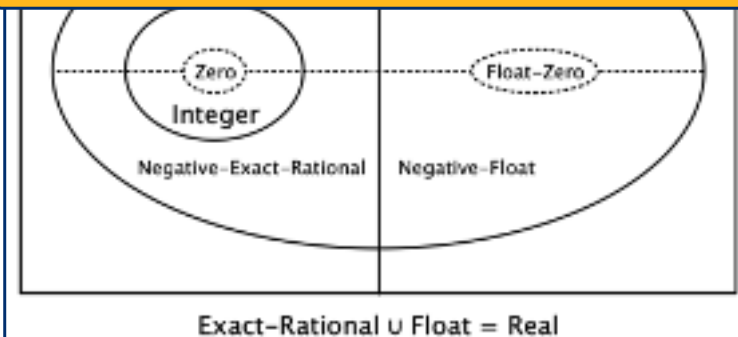 Zero
Float-Zero
Integer
Negative-Exact-Rational
Negative-Float
Exact-Rational ∪ Float = Real